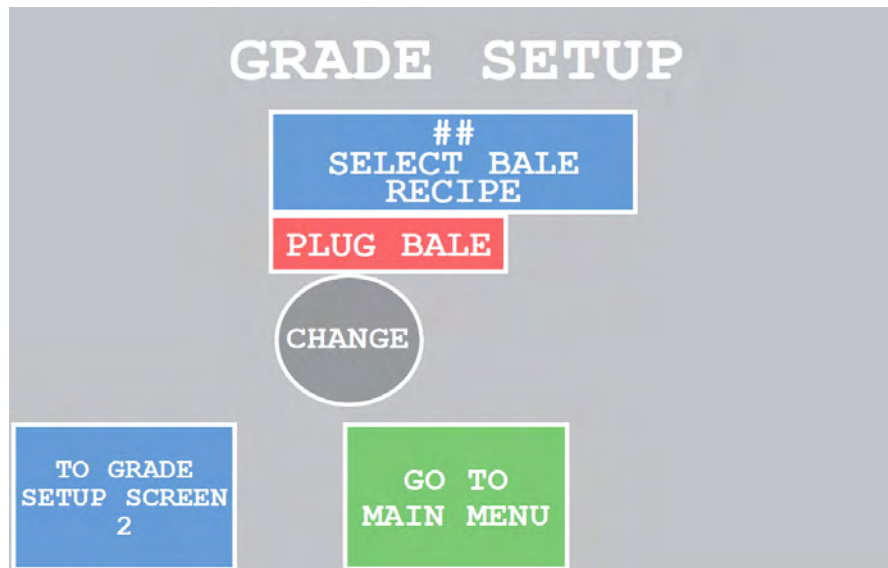 GRADE SETUP
##
SELECT BALE
RECIPE
PLUG BALE
CHANGE
TO GRADE
SETUP SCREEN
2
GO TO
MAIN MENU